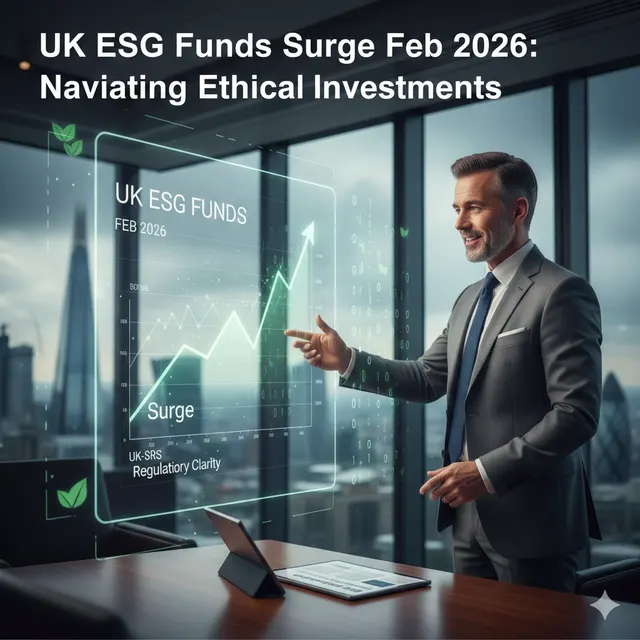 UK ESG Funds Surge Feb 2026:
Naviating Ethical Investments
UK ESG FUNDS
FEB 2026
Surge
UK-SRS
Regulatory Clarity